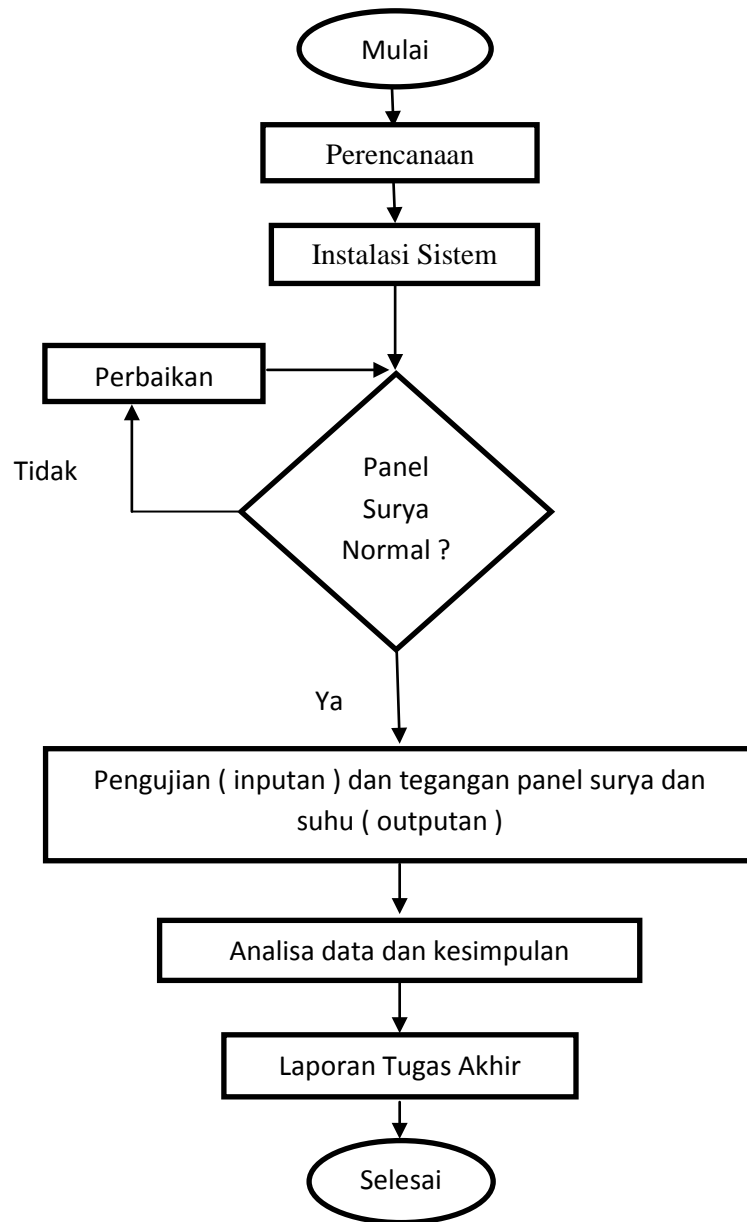 Mulai
Perencanaan
Instalasi Sistem
Perbaikan
Tidak
Panel
Surya
Normal ?
Ya
Pengujian ( inputan ) dan tegangan panel surya dan
suhu ( outputan )
Analisa data dan kesimpulan
Laporan Tugas Akhir
Selesai